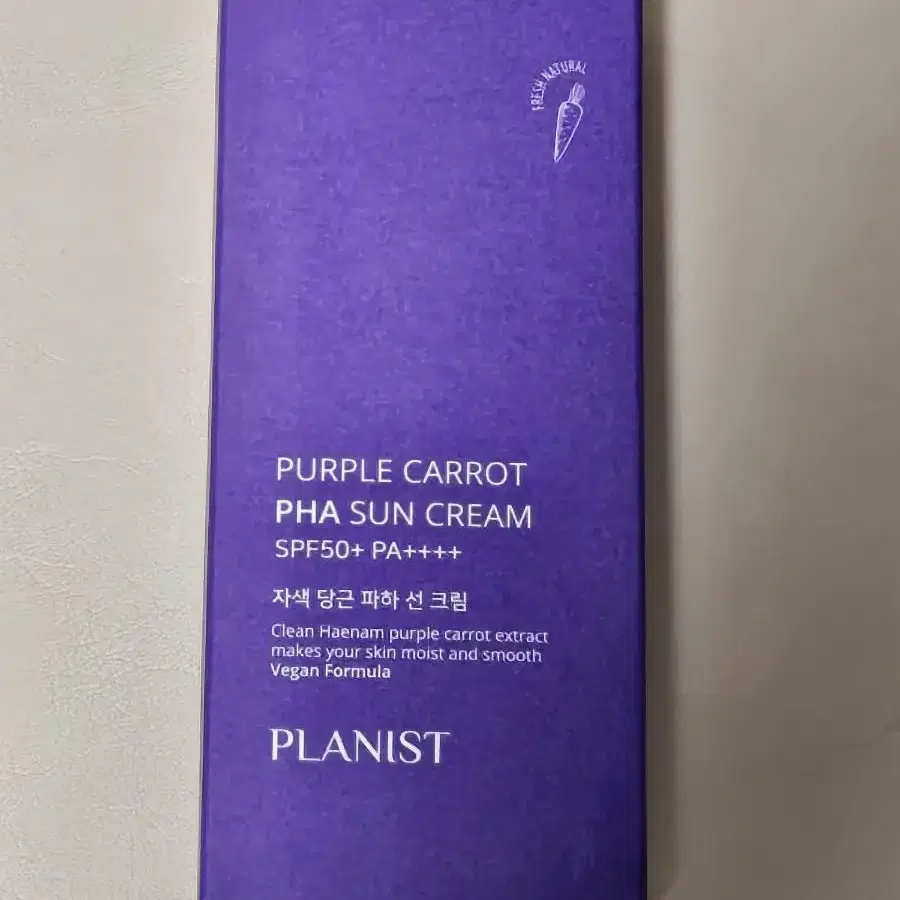 FRESH NATURAL
PURPLE CARROT
PHA SUN CREAM
SPF50+ PA++++
자색 당근 파하 선 크림
Clean Haenam purple carrot extract
makes your skin moist and smooth
Vegan Formula
PLANIST